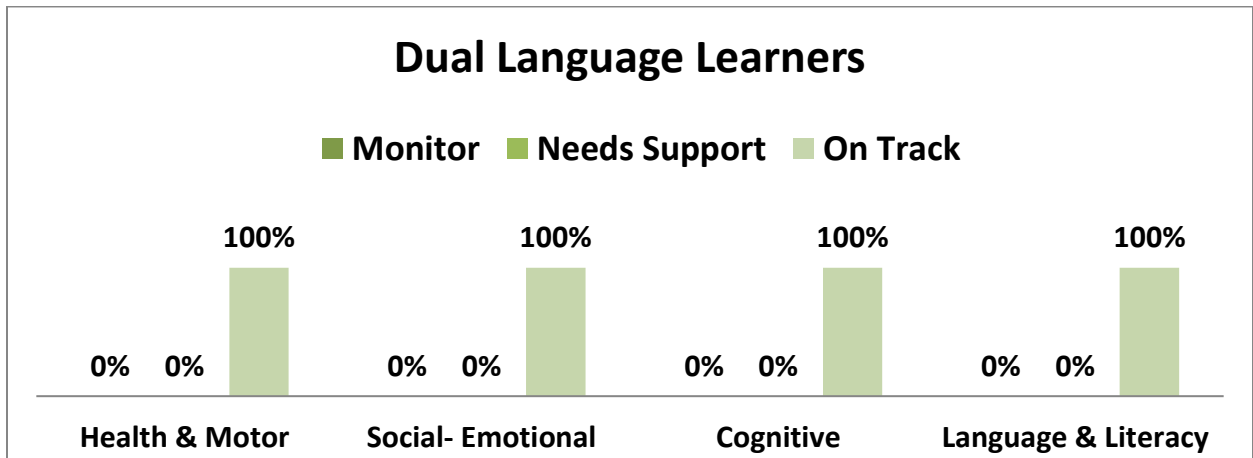 Dual Language Learners
Monitor Needs Support On Track
100% 100% 100% 100%
0% 0% 0% 0% 0% 0% 0% 0%
Health & Motor Social- Emotional Cognitive Language & Literacy